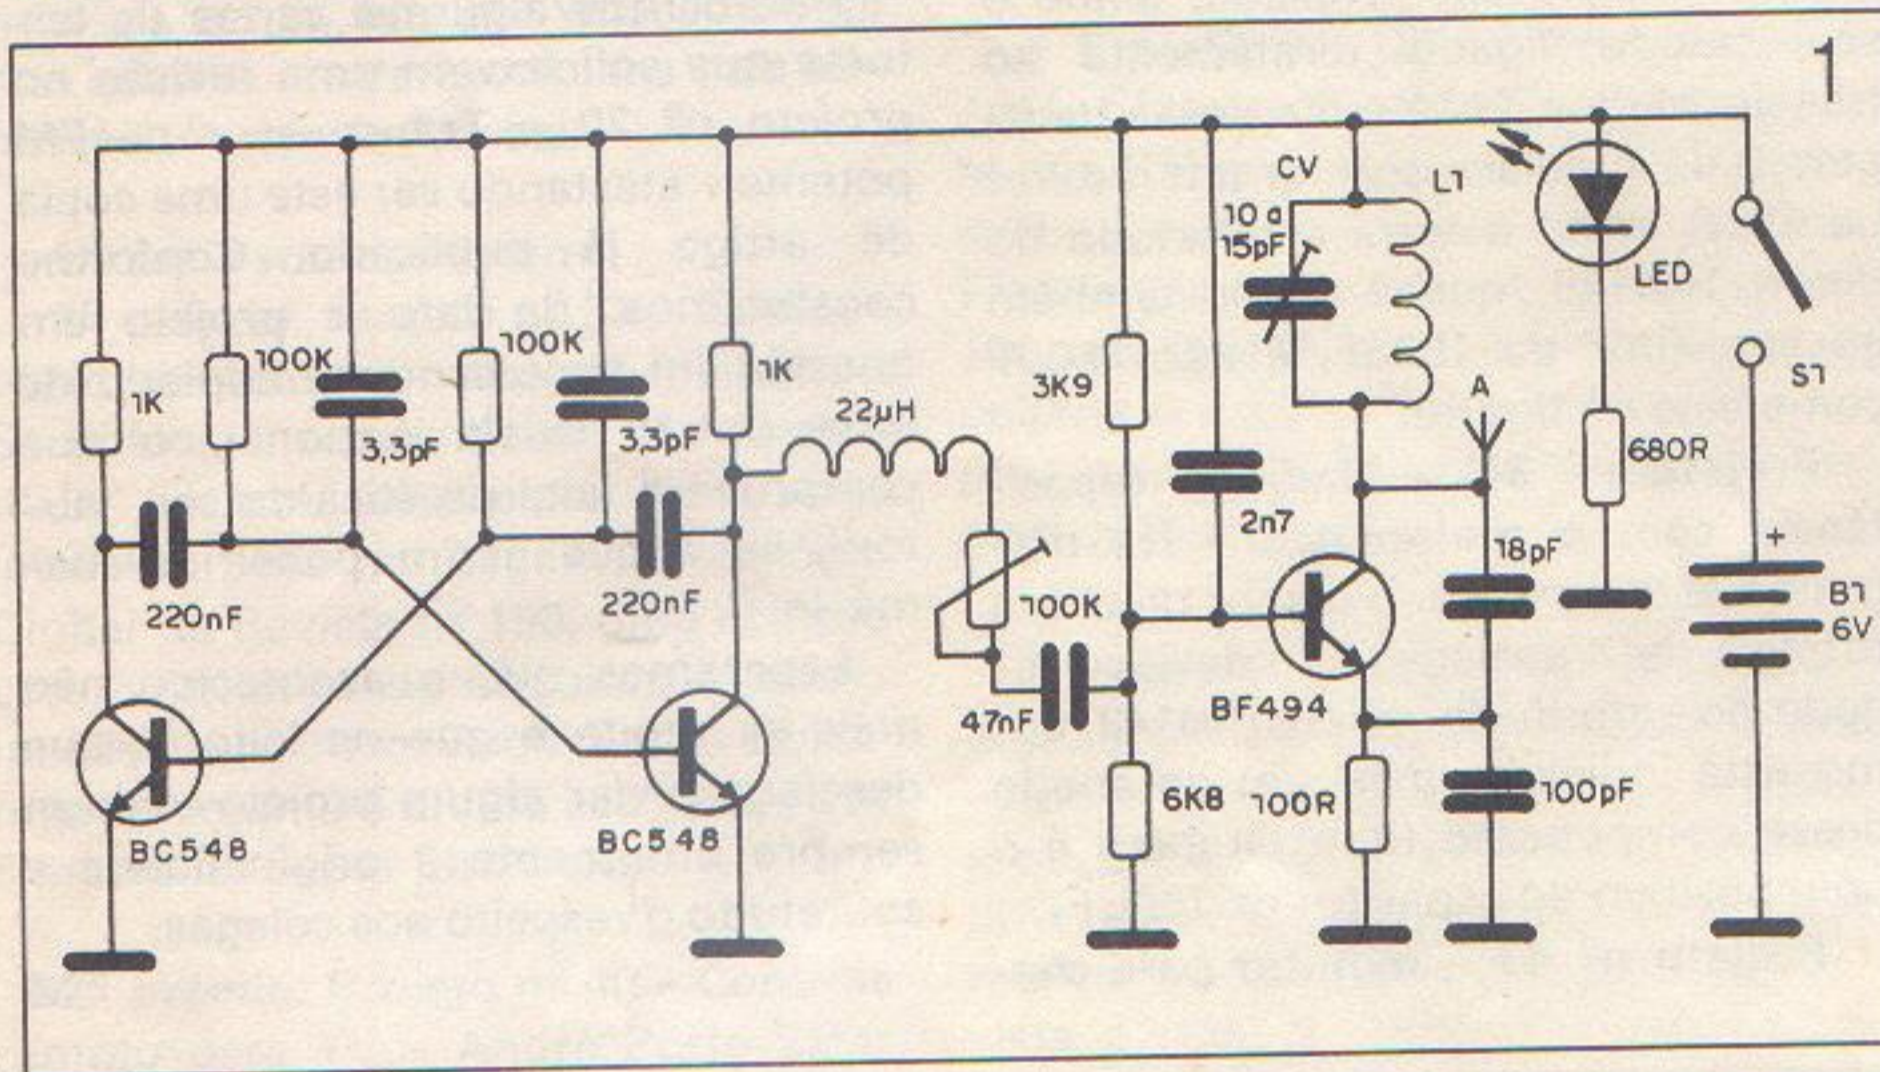 1
CV
L1
10 a
15pF
LED
1K
100K
3,3pF
100K
3,3pF
1K
22µH
3K9
A
S1
680R
2n7
18pF
+
B1
6V
220nF
220nF
100K
47nF
BF494
BC548
BC548
6K8
100R
100pF